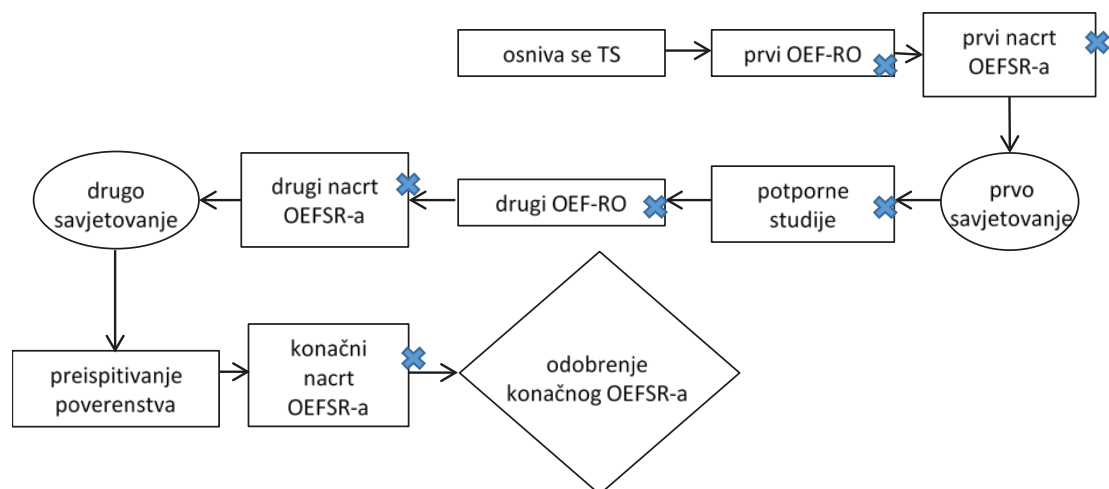 osniva se TS
prvi OEF-RO
prvi nacrt
OEFSR-a
prvo
savjetovanje
potporne
studije
drugi OEF-RO
drugi nacrt
OEFSR-a
drugo
savjetovanje
preispitivanje
poverenstva
konačni
nacrt
OEFSR-a
odobrenje
konačnog OEFSR-a